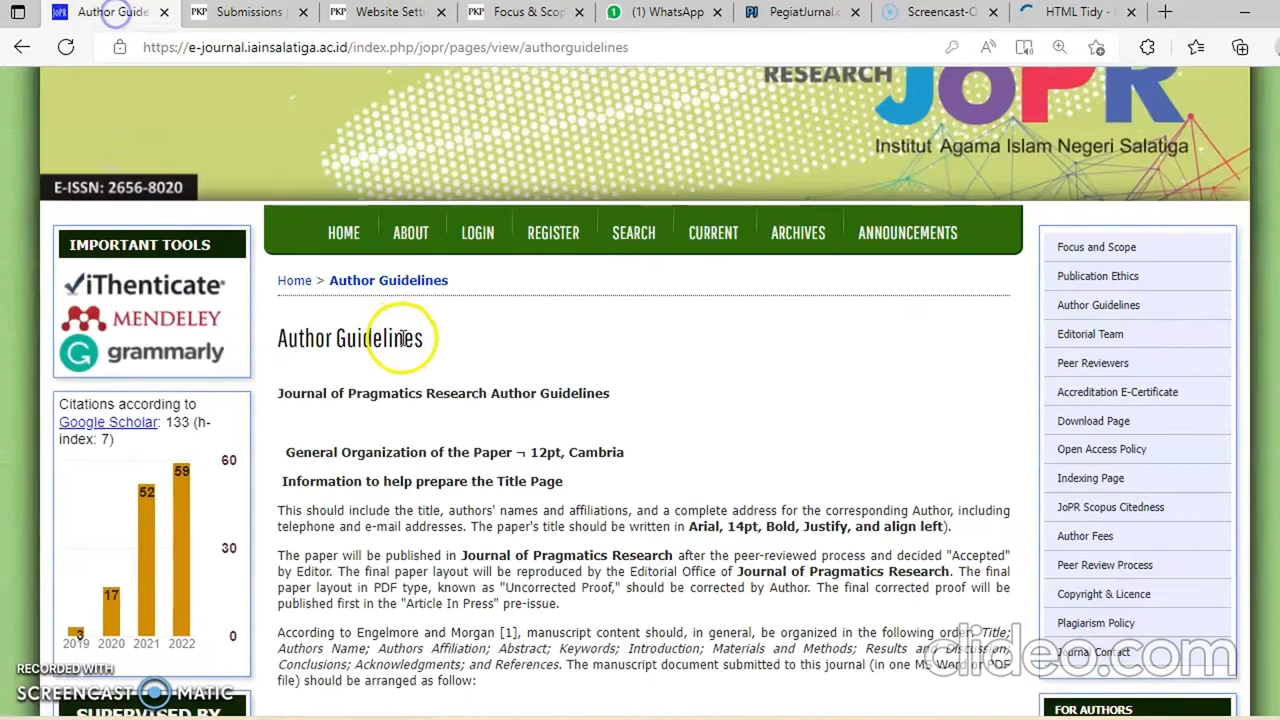 Author Guide
Submissions
Website Sett
Focus & Scop
(1) WhatsApp
Pegiantinal.co
Screencast-O
HTML Tidy -
https://e-journal.iainsalatiga.ac.id/index.php/jopr/pages/view/authorguidelines
RESEARCH
JOPR
Institut Agama Islam Negeri Salatiga
E-ISSN: 2656-8020
HOME
ABOUT
LOGIN
REGISTER
SEARCH
CURRENT
ARCHIVES
ANNOUNCEMENTS
IMPORTANT TOOLS
iThenticate
MENDELEY
grammarly
Citations according to
Google Scholar: 133 (h-
index: 7)
60
59
52
30
17
3
0
2019 2020 2021 2022
RECORDED WITH
SCREENCAST MATIC
SUPERVISED BY
Home > Author Guidelines
Author Guidelines
Journal of Pragmatics Research Author Guidelines
General Organization of the Paper ¬ 12pt, Cambria
Information to help prepare the Title Page
This should include the title, authors' names and affiliations, and a complete address for the corresponding Author, including
telephone and e-mail addresses. The paper's title should be written in Arial, 14pt, Bold, Justify, and align left).
The paper will be published in Journal of Pragmatics Research after the peer-reviewed process and decided "Accepted"
by Editor. The final paper layout will be reproduced by the Editorial Office of Journal of Pragmatics Research. The final
paper layout in PDF type, known as "Uncorrected Proof," should be corrected by Author. The final corrected proof will be
published first in the "Article In Press" pre-issue.
According to Engelmore and Morgan [1], manuscript content should, in general, be organized in the following order. Title;
Authors Name; Authors Affiliation; Abstract; Keywords; Introduction; Materials and Methods; Results and Discussion;
Conclusions; Acknowledgments; and References. The manuscript document submitted to this journal (in one MS Word or PDF
file) should be arranged as follow:
Focus and Scope
Publication Ethics
Author Guidelines
Editorial Team
Peer Reviewers
Accreditation E-Certificate
Download Page
Open Access Policy
Indexing Page
JoPR Scopus Citedness
Author Fees
Peer Review Process
Copyright & Licence
Plagiarism Policy
Journal Contact
clideo.com
FOR AUTHORS